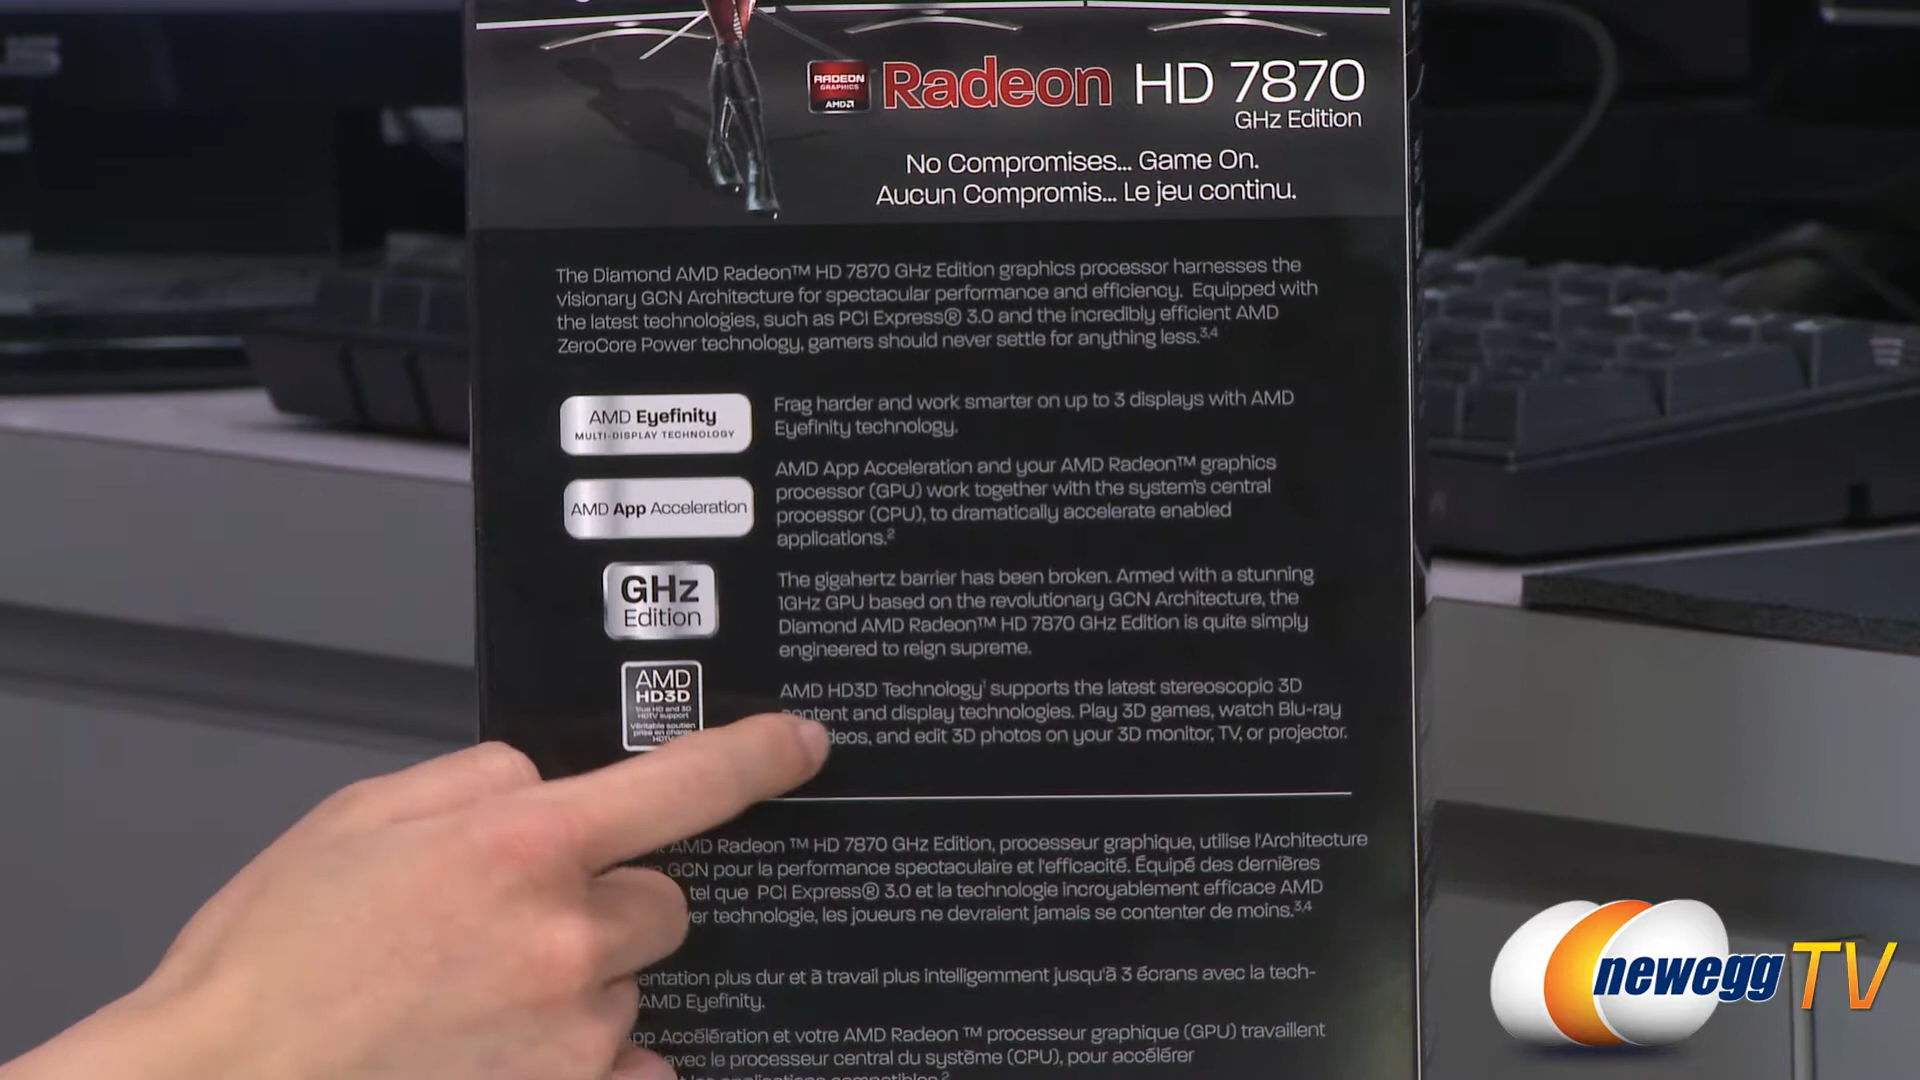 RADEON
GRAPHICS
AMD
Radeon HD 7870
GHz Edition
No Compromises... Game On.
Aucun Compromis... Le jeu continu.
The Diamond AMD Radeon™ HD 7870 GHz Edition graphics processor harnesses the
visionary GCN Architecture for spectacular performance and efficiency. Equipped with
the latest technologies, such as PCI Express® 3.0 and the incredibly efficient AMD
ZeroCore Power technology, gamers should never settle for anything less.3,4
AMD Eyefinity
MULTI-DISPLAY TECHNOLOGY
Frag harder and work smarter on up to 3 displays with AMD
Eyefinity technology.
AMD App Acceleration
AMD App Acceleration and your AMD Radeon™ graphics
processor (GPU) work together with the system's central
processor (CPU), to dramatically accelerate enabled
applications.2
GHz
Edition
The gigahertz barrier has been broken. Armed with a stunning
1GHz GPU based on the revolutionary GCN Architecture, the
Diamond AMD Radeon™ HD 7870 GHz Edition is quite simply
engineered to reign supreme.
AMD
HD3D
True HD and 3D
HDTV support
Véritable soutien
prise en charge
AMD HD3D Technology1 supports the latest stereoscopic 3D
content and display technologies. Play 3D games, watch Blu-ray
and edit 3D photos on your 3D monitor, TV, or projector.
AMD Radeon ™ HD 7870 GHz Edition, processeur graphique, utilise l'Architecture
GCN pour la performance spectaculaire et l'efficacité. Équipé des dernières
tel que PCI Express® 3.0 et la technologie incroyablement efficace AMD
technologie, les joueurs ne devraient jamais se contenter de moins.3,4
plus dur et à travail plus intelligemment jusqu'à 3 écrans avec la tech-
AMD Eyefinity.
Accélération et votre AMD Radeon ™ processeur graphique (GPU) travaillent
avec le processeur central du système (CPU), pour accélérer
newegg TV